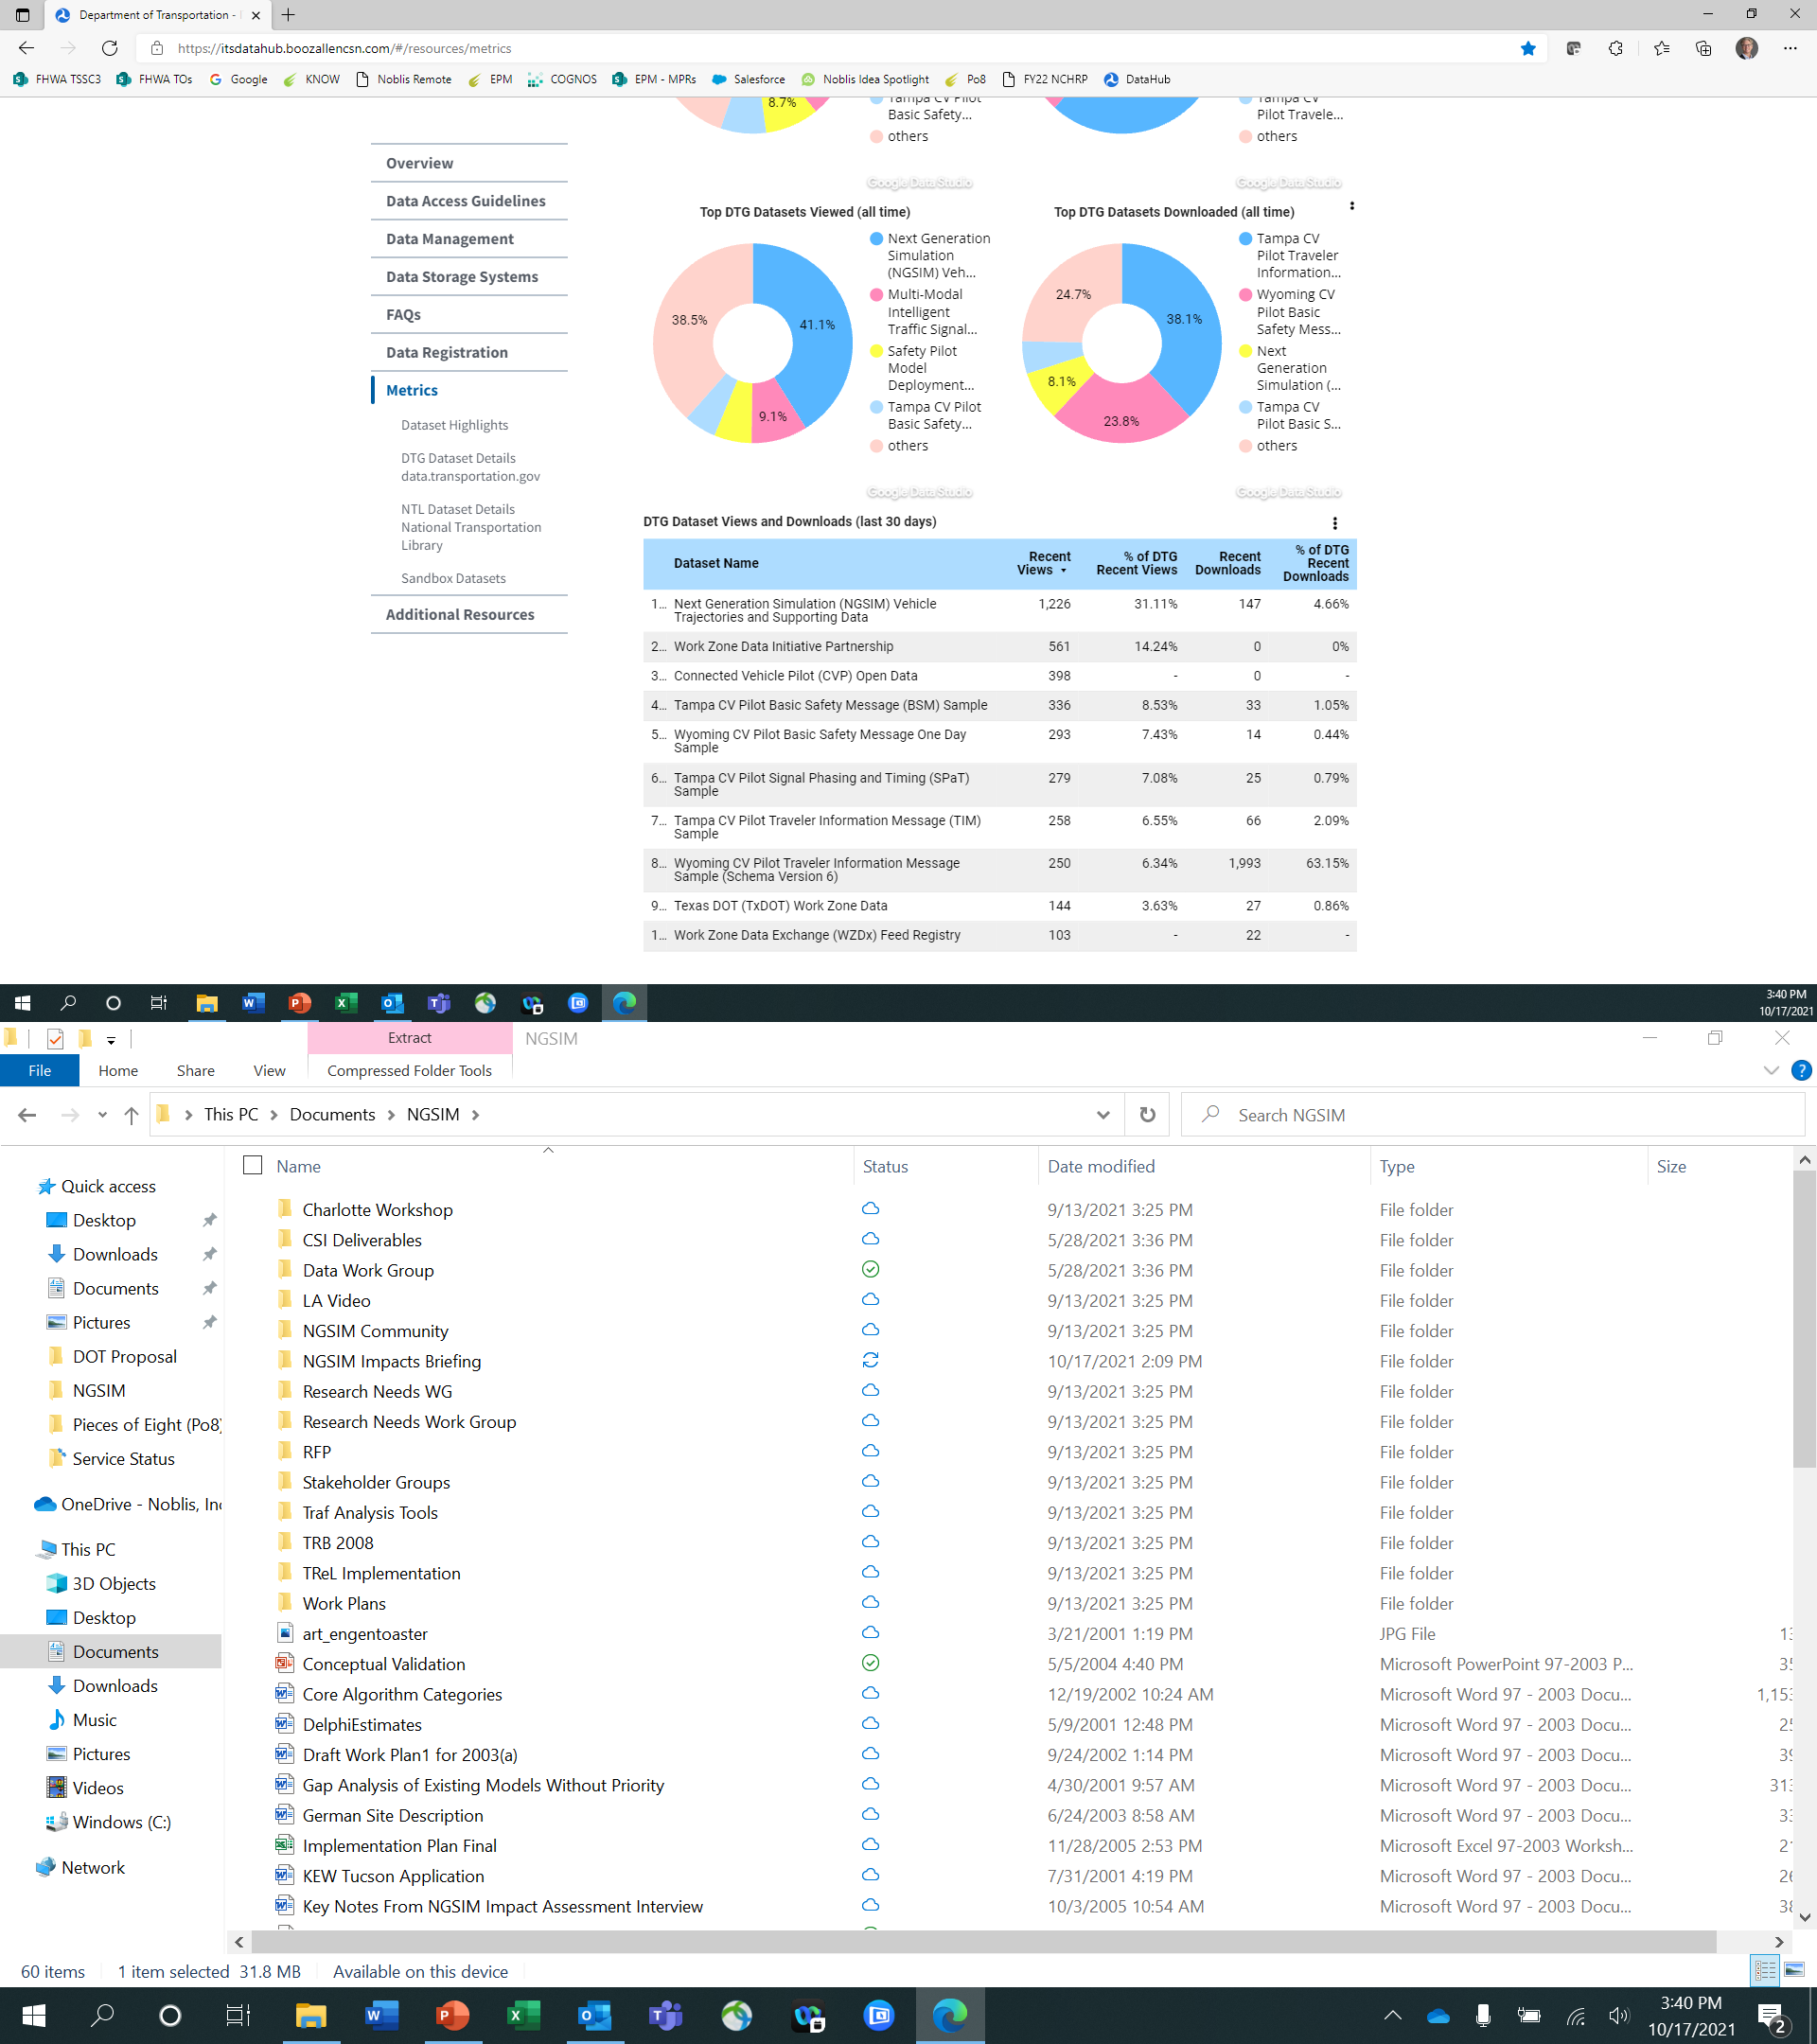 Department of Transportation -
https://itsdatahub.boozallencsn.com/#/resources/metrics
FHWA TSSC3 FHWA TOs Google KNOW Noblis Remote EPM COGNOS EPM - MPRs Salesforce Noblis Idea Spotlight Po8 FY22 NCHRP DataHub
8.7%
Tampa CV Pilot
Basic Safety...
others
Tampa CV
Pilot Travele...
others
Overview
Data Access Guidelines
Data Management
Data Storage Systems
FAQs
Data Registration
Metrics
Dataset Highlights
DTG Dataset Details
data.transportation.gov
NTL Dataset Details
National Transportation
Library
Sandbox Datasets
Additional Resources
Google Data Studio
Google Data Studio
Top DTG Datasets Viewed (all time)
38.5%
41.1%
9.1%
Next Generation
Simulation
(NGSIM) Veh...
Multi-Modal
Intelligent
Traffic Signal...
Safety Pilot
Model
Deployment...
Tampa CV Pilot
Basic Safety...
others
Google Data Studio
Top DTG Datasets Downloaded (all time)
24.7%
38.1%
8.1%
23.8%
Tampa CV
Pilot Traveler
Information...
Wyoming CV
Pilot Basic
Safety Mess...
Next
Generation
Simulation (...
Tampa CV
Pilot Basic S...
others
Google Data Studio
DTG Dataset Views and Downloads (last 30 days)
Dataset Name Recent Views % of DTG Recent Views Recent Downloads % of DTG Recent Downloads
1... Next Generation Simulation (NGSIM) Vehicle 1,226 31.11% 147 4.66%
Trajectories and Supporting Data
2... Work Zone Data Initiative Partnership 561 14.24% 0 0%
3... Connected Vehicle Pilot (CVP) Open Data 398 - 0 -
4... Tampa CV Pilot Basic Safety Message (BSM) Sample 336 8.53% 33 1.05%
5... Wyoming CV Pilot Basic Safety Message One Day 293 7.43% 14 0.44%
Sample
6... Tampa CV Pilot Signal Phasing and Timing (SPaT) 279 7.08% 25 0.79%
Sample
7... Tampa CV Pilot Traveler Information Message (TIM) 258 6.55% 66 2.09%
Sample
8... Wyoming CV Pilot Traveler Information Message 250 6.34% 1,993 63.15%
Sample (Schema Version 6)
9... Texas DOT (TxDOT) Work Zone Data 144 3.63% 27 0.86%
1... Work Zone Data Exchange (WZDx) Feed Registry 103 - 22 -
3:40 PM
10/17/2021
Extract NGSIM
File Home Share View Compressed Folder Tools
This PC > Documents > NGSIM > Search NGSIM
Name Status Date modified Type Size
Quick access
Desktop
Downloads
Documents
Pictures
DOT Proposal
NGSIM
Pieces of Eight (Po8)
Service Status
OneDrive - Noblis, Inc
This PC
3D Objects
Desktop
Documents
Downloads
Music
Pictures
Videos
Windows (C:)
Network
Charlotte Workshop 9/13/2021 3:25 PM File folder
CSI Deliverables 5/28/2021 3:36 PM File folder
Data Work Group 5/28/2021 3:36 PM File folder
LA Video 9/13/2021 3:25 PM File folder
NGSIM Community 9/13/2021 3:25 PM File folder
NGSIM Impacts Briefing 10/17/2021 2:09 PM File folder
Research Needs WG 9/13/2021 3:25 PM File folder
Research Needs Work Group 9/13/2021 3:25 PM File folder
RFP 9/13/2021 3:25 PM File folder
Stakeholder Groups 9/13/2021 3:25 PM File folder
Traf Analysis Tools 9/13/2021 3:25 PM File folder
TRB 2008 9/13/2021 3:25 PM File folder
TReL Implementation 9/13/2021 3:25 PM File folder
Work Plans 9/13/2021 3:25 PM File folder
art_engentoaster 3/21/2001 1:19 PM JPG File
Conceptual Validation 5/5/2004 4:40 PM Microsoft PowerPoint 97-2003 P...
Core Algorithm Categories 12/19/2002 10:24 AM Microsoft Word 97 - 2003 Docu... 1,153
DelphiEstimates 5/9/2001 12:48 PM Microsoft Word 97 - 2003 Docu...
Draft Work Plan1 for 2003(a) 9/24/2002 1:14 PM Microsoft Word 97 - 2003 Docu...
Gap Analysis of Existing Models Without Priority 4/30/2001 9:57 AM Microsoft Word 97 - 2003 Docu... 313
German Site Description 6/24/2003 8:58 AM Microsoft Word 97 - 2003 Docu...
Implementation Plan Final 11/28/2005 2:53 PM Microsoft Excel 97-2003 Worksh...
KEW Tucson Application 7/31/2001 4:19 PM Microsoft Word 97 - 2003 Docu...
Key Notes From NGSIM Impact Assessment Interview 10/3/2005 10:54 AM Microsoft Word 97 - 2003 Docu...
60 items 1 item selected 31.8 MB Available on this device
3:40 PM
10/17/2021
2